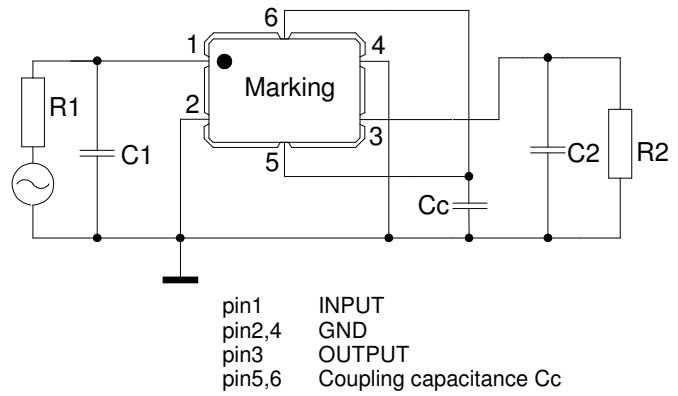 6
1
4
Marking
R1
2
3
C1
5
C2
R2
Cc
pin1 INPUT
pin2,4 GND
pin3 OUTPUT
pin5,6 Coupling capacitance Cc